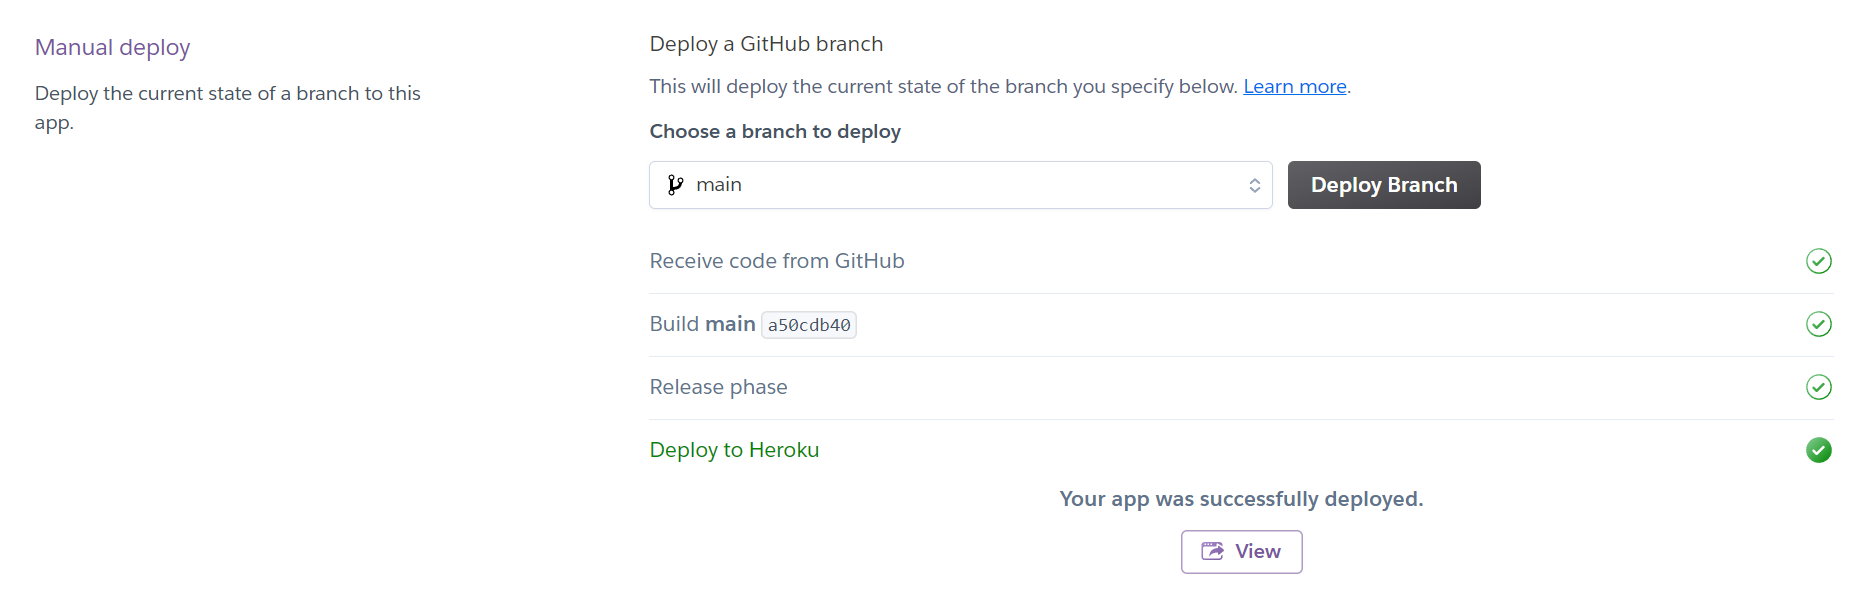 Manual deploy
Deploy the current state of a branch to this
app.
Deploy a GitHub branch
This will deploy the current state of the branch you specify below. Learn more.
Choose a branch to deploy
main
Deploy Branch
Receive code from GitHub
Build main a50cdb40
Release phase
Deploy to Heroku
Your app was successfully deployed.
View